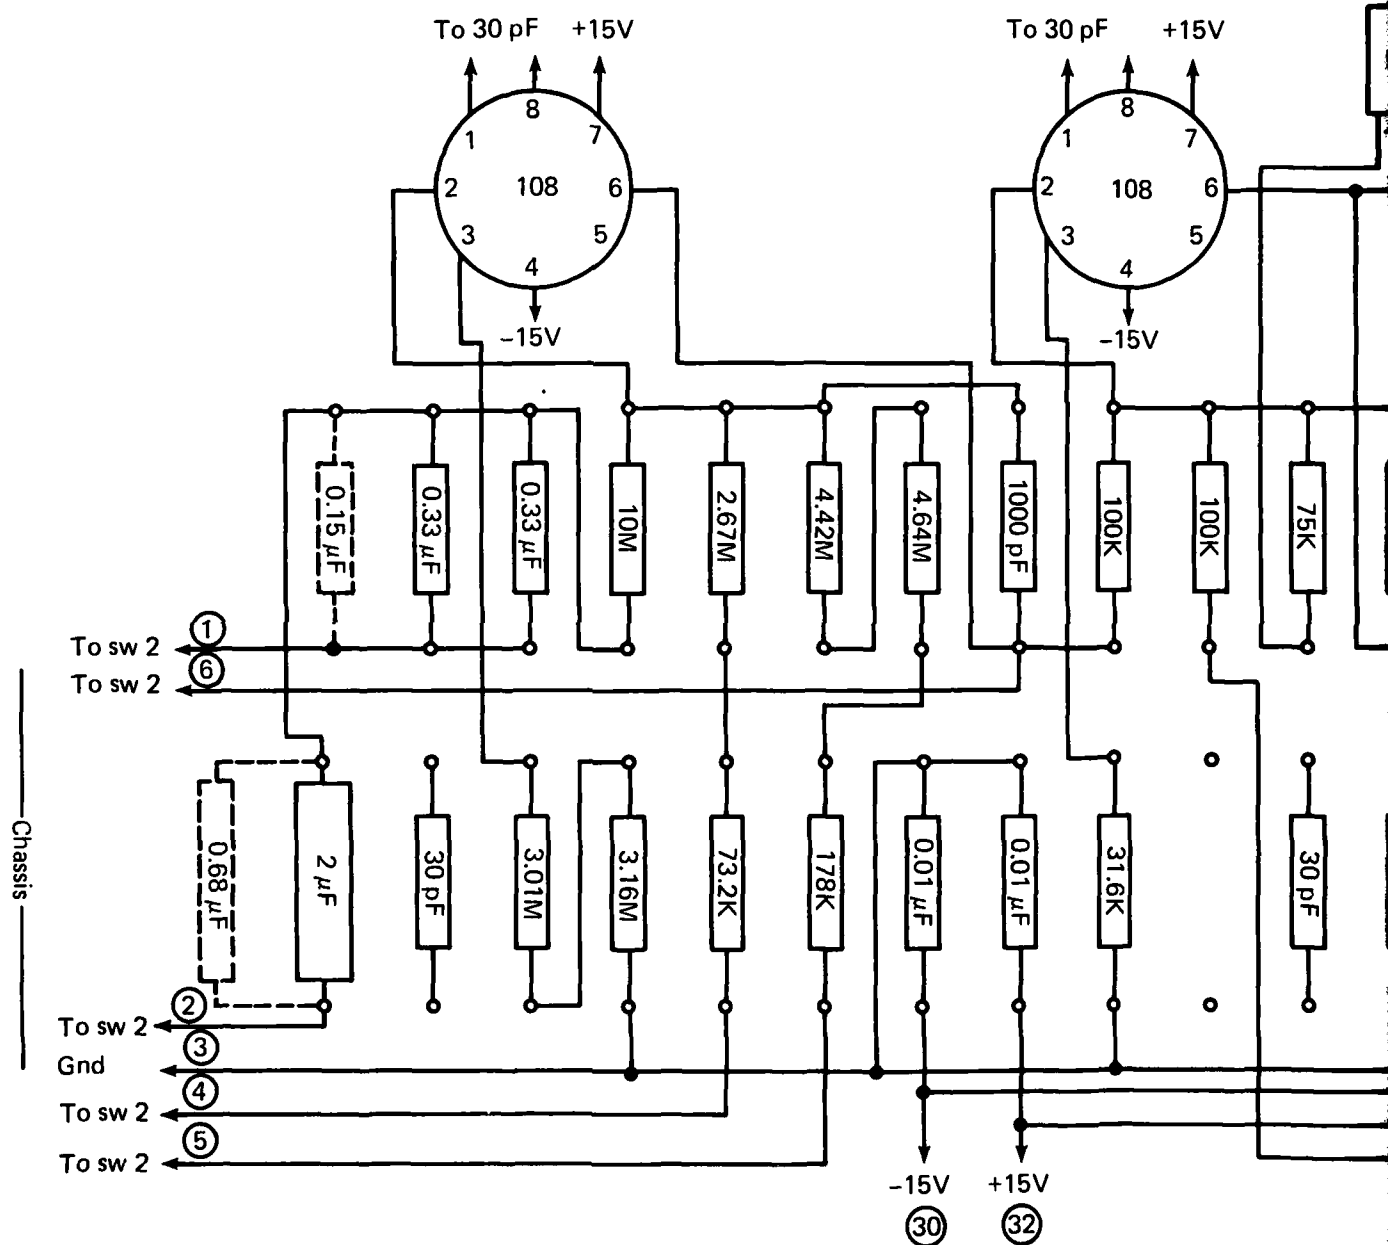 To 30 pF +15V
To 30 pF +15V
8
8
1
7
1
7
2 108 6
2 108 6
3
5
3
5
4
4
–15V
–15V
0.15 µF
0.33 µF
0.33 µF
10M
2.67M
4.42M
4.64M
1000 pF
100K
100K
75K
To sw 2 1
To sw 2 6
Chassis
0.68 µF
2 µF
30 pF
3.01M
3.16M
73.2K
178K
0.01 µF
0.01 µF
31.6K
30 pF
To sw 2 2
Gnd 3
To sw 2 4
To sw 2 5
–15V +15V
30 32